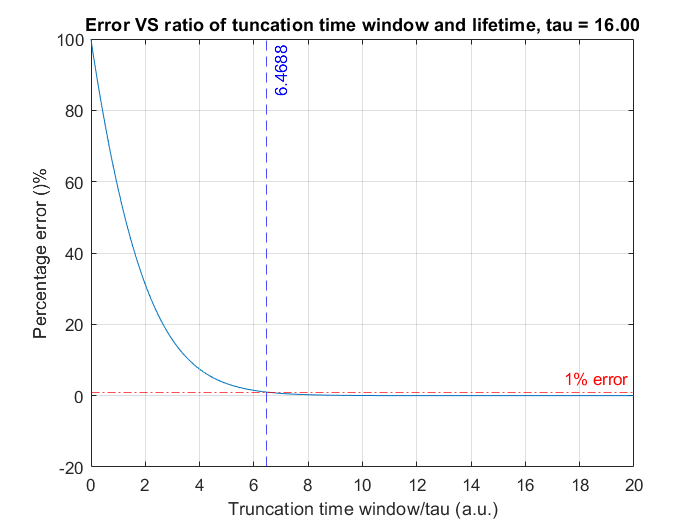 Error VS ratio of tuncation time window and lifetime, tau = 16.00
100
80
60
40
20
0
-20
Percentage error ()%
6.4688
1% error
0 2 4 6 8 10 12 14 16 18 20
Truncation time window/tau (a.u.)